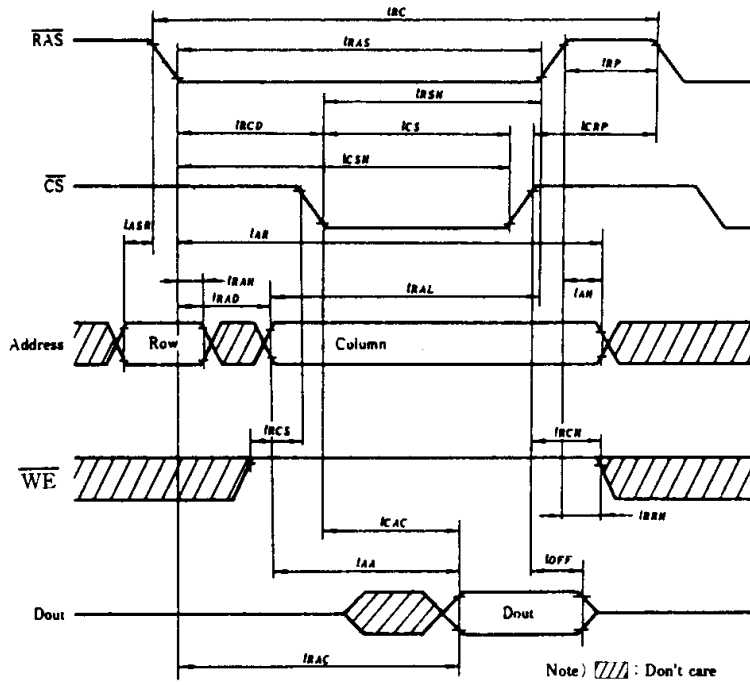 tRC
RAS
tRAS
tRP
tRSH
tRCD
tCS
tCRP
tCSH
CS
tASR
tAR
tRAH
tRAD
tRAL
tAH
Address
Row
Column
tRCS
tRCH
WE
tRRH
tCAC
tAA
tOFF
Dout
Dout
tRAC
Note) : Don't care